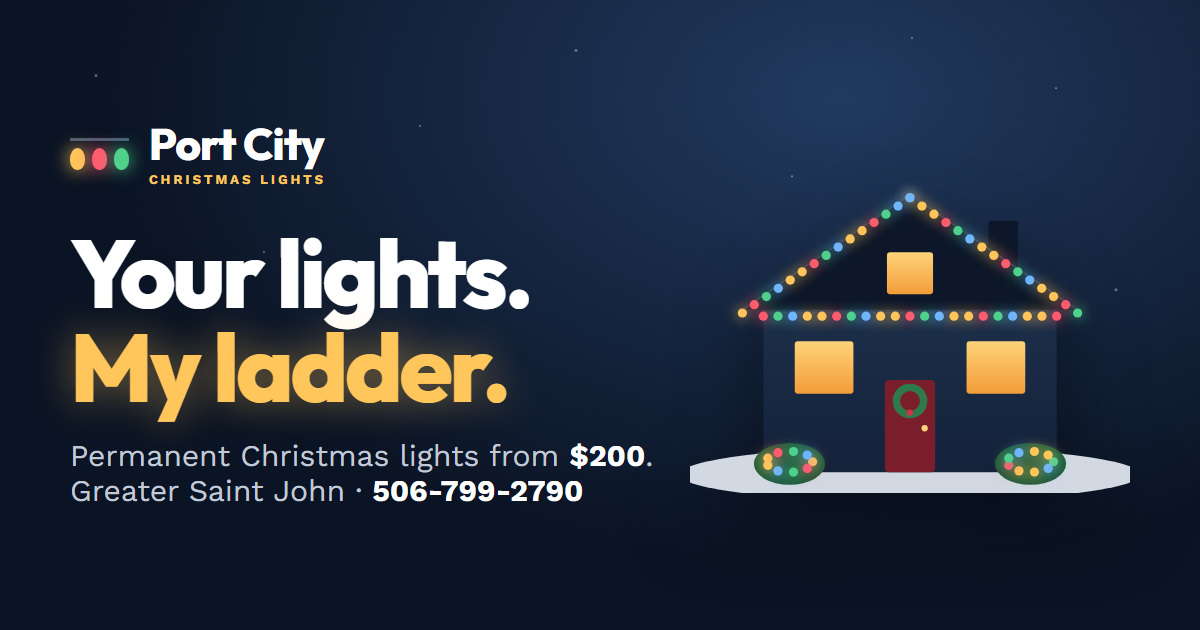 Port City
CHRISTMAS LIGHTS
Your lights.
My ladder.
Permanent Christmas lights from $200.
Greater Saint John · 506-799-2790